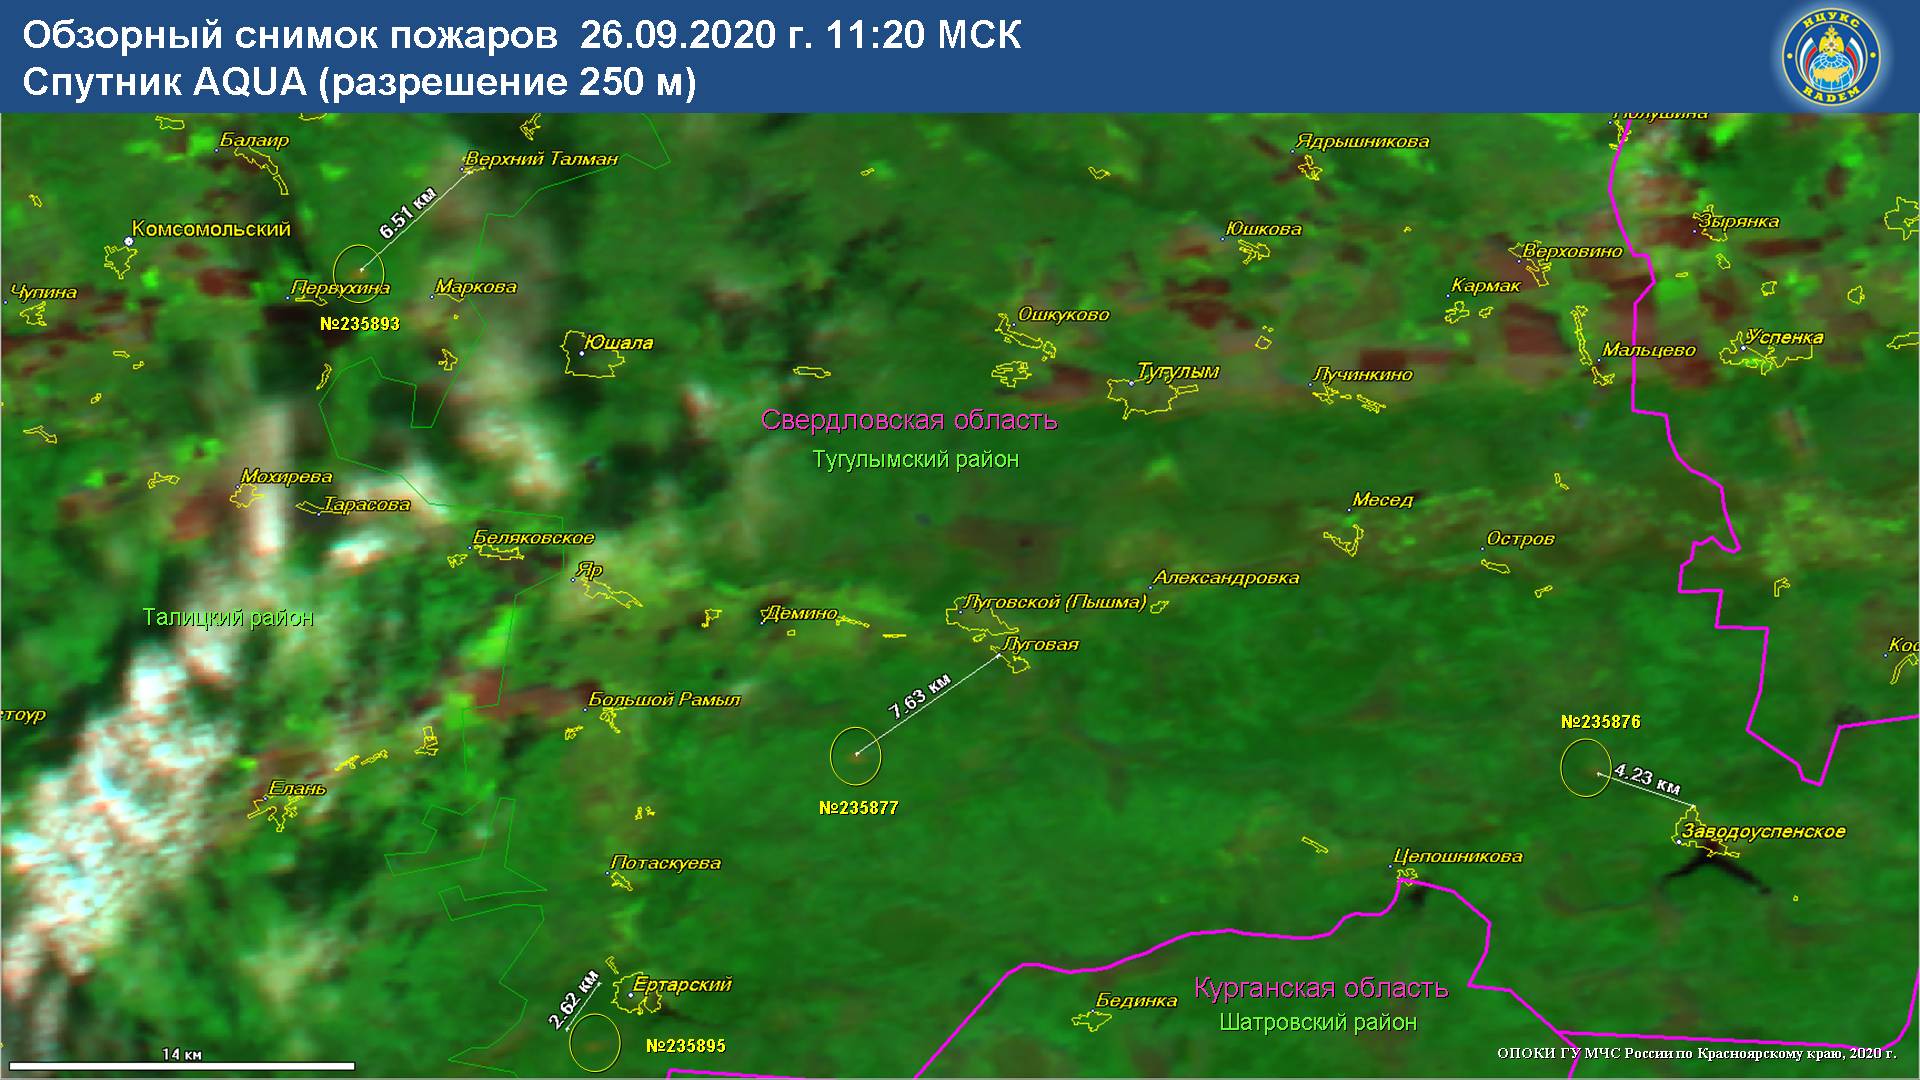 Обзорный снимок пожаров 26.09.2020 г. 11:20 МСК
Спутник AQUA (разрешение 250 м)
НЦУКС
RADEM
Балаир
Верхний Талман
Ядрышникова
6.51 км
Комсомольский
Юшкова
Зырянка
Верховино
Чупина
Первухина
Маркова
Кармак
№235893
Ошкуково
Юшала
Мальцево
Успенка
Тугулым
Лучинкино
Свердловская область
Тугулымский район
Мохирева
Тарасова
Месед
Беляковское
Остров
Яр
Александровка
Талицкий район
Демино
Луговской (Пышма)
Луговая
7.63 км
Большой Рамыл
№235876
4.23 км
Елань
№235877
Заводоуспенское
Потаскуева
Цепошникова
2.62 км
Ертарский
Бединка
Курганская область
Шатровский район
№235895
14 км
ОПОКИ ГУ МЧС России по Красноярскому краю, 2020 г.